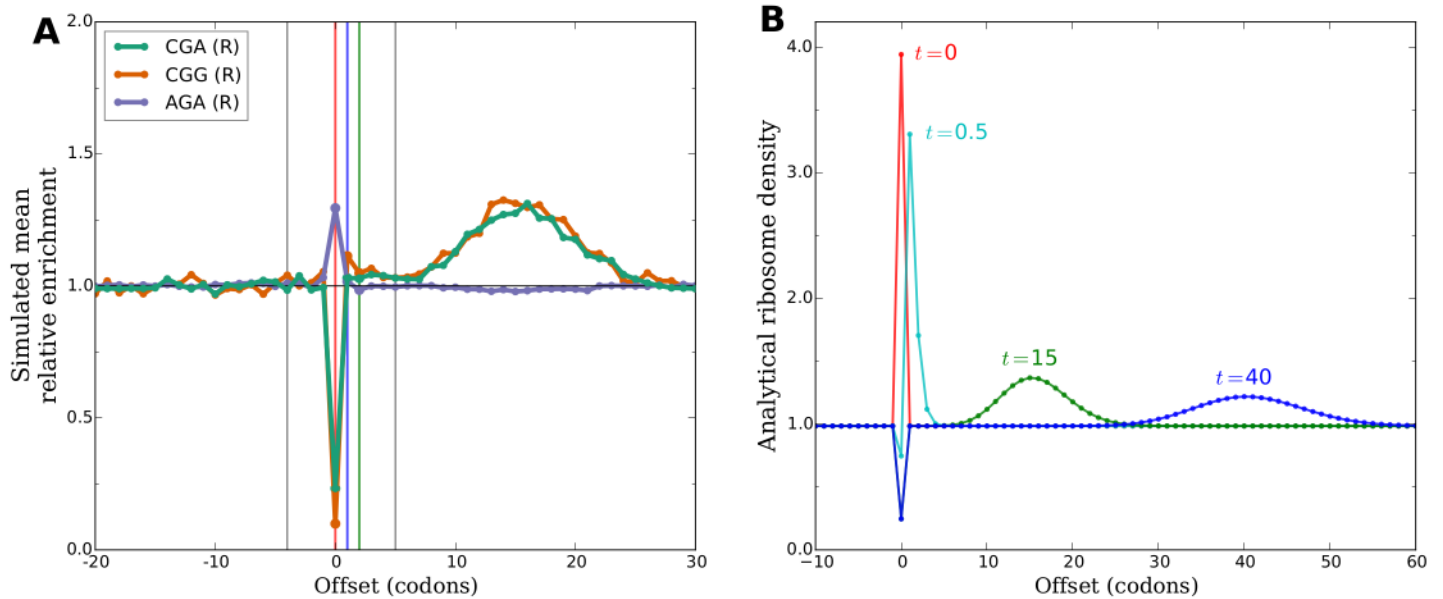 A
2.0
1.5
1.0
0.5
0.0
-20
-10
0
10
20
30
CGA (R)
CGG (R)
AGA (R)
Simulated mean
relative enrichment
Offset (codons)
B
4.0
3.0
2.0
1.0
0.0
−10
0
10
20
30
40
50
60
t=0
t=0.5
t=15
t=40
Analytical ribosome density
Offset (codons)